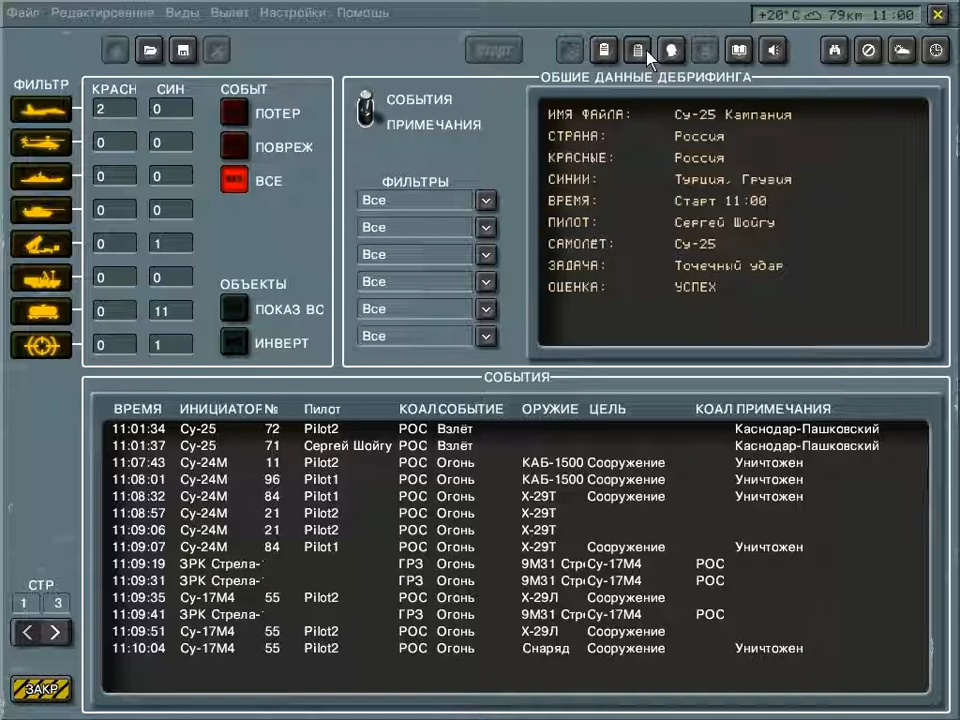 Файл Редактирование Виды Вылет Настройки Помощь
+20°C 79км 11:00
Старт
ФИЛЬТР
КРАСН СИН СОБЫТ
2 0 ПОТЕР
0 0 ПОВРЕЖ
0 0 ВСЕ
0 0
0 1
0 0 ОБЪЕКТЫ
0 11 ПОКАЗ ВС
0 1 ИНВЕРТ
СОБЫТИЯ
ПРИМЕЧАНИЯ
ФИЛЬТРЫ
Все
Все
Все
Все
Все
Все
ОБШИЕ ДАННЫЕ ДЕБРИФИНГА
ИМЯ ФАЙЛА: Су-25 Кампания
СТРАНА: Россия
КРАСНЫЕ: Россия
СИНИИ: Турция, Грузия
ВРЕМЯ: Старт 11:00
ПИЛОТ: Сергей Шойгу
САМОЛЁТ: Су-25
ЗАДАЧА: Точечный удар
ОЦЕНКА: УСПЕХ
СОБЫТИЯ
ВРЕМЯ ИНИЦИАТОР № Пилот КОАЛ СОБЫТИЕ ОРУЖИЕ ЦЕЛЬ КОАЛ ПРИМЕЧАНИЯ
11:01:34 Су-25 72 Pilot2 РОС Взлёт Каснодар-Пашковский
11:01:37 Су-25 71 Сергей Шойгу РОС Взлёт Каснодар-Пашковский
11:07:43 Су-24М 11 Pilot2 РОС Огонь КАБ-1500 Сооружение Уничтожен
11:08:01 Су-24М 96 Pilot1 РОС Огонь КАБ-1500 Сооружение Уничтожен
11:08:32 Су-24М 84 Pilot1 РОС Огонь Х-29Т Сооружение Уничтожен
11:08:57 Су-24М 21 Pilot2 РОС Огонь Х-29Т
11:09:06 Су-24М 21 Pilot2 РОС Огонь Х-29Т
11:09:07 Су-24М 84 Pilot1 РОС Огонь Х-29Т Сооружение Уничтожен
11:09:19 ЗРК Стрела- ГРЗ Огонь 9М31 Стр Су-17М4 РОС
11:09:31 ЗРК Стрела- ГРЗ Огонь 9М31 Стр Су-17М4 РОС
11:09:35 Су-17М4 55 Pilot2 РОС Огонь Х-29Л Сооружение
11:09:41 ЗРК Стрела- ГРЗ Огонь 9М31 Стр Су-17М4 РОС
11:09:51 Су-17М4 55 Pilot2 РОС Огонь Х-29Л Сооружение
11:10:04 Су-17М4 55 Pilot2 РОС Огонь Снаряд Сооружение Уничтожен
СТР
1 3
ЗАКР